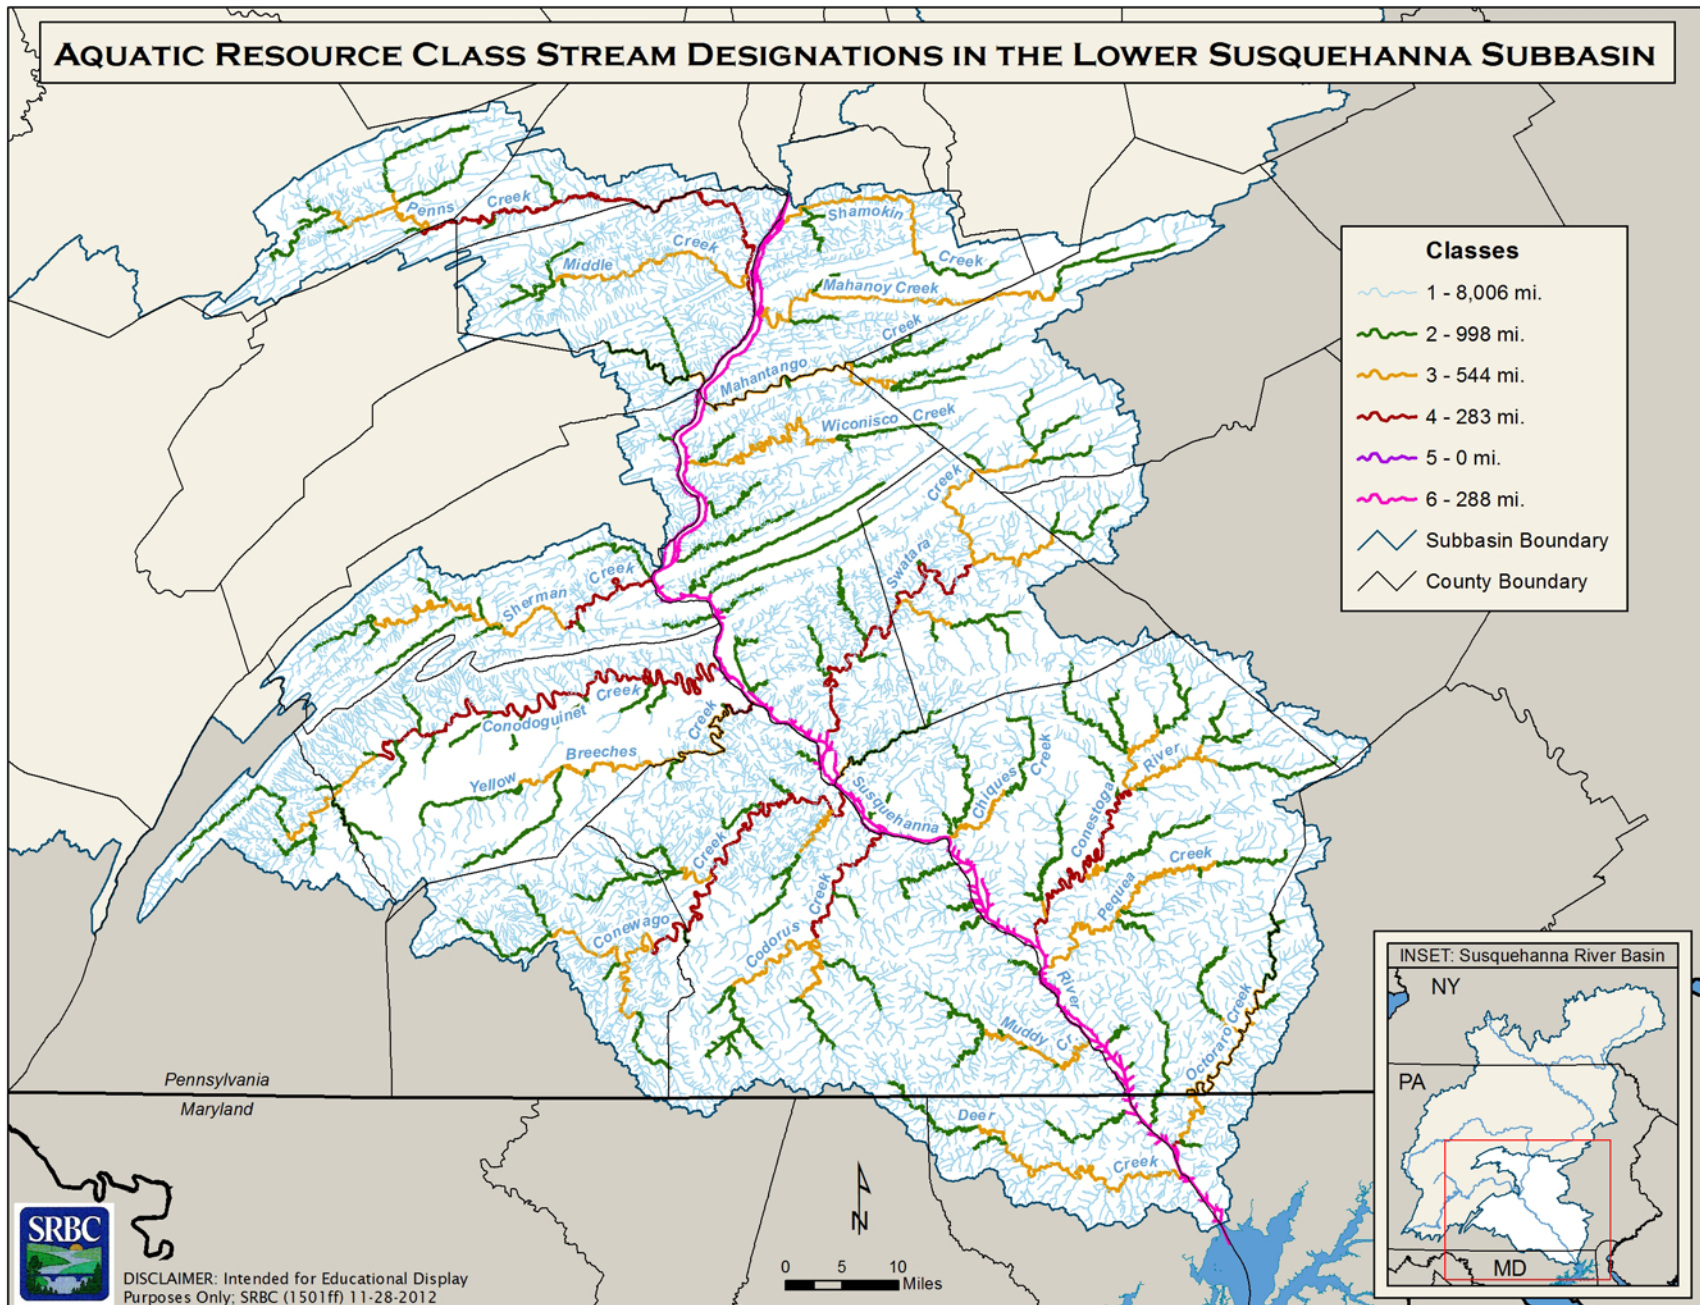 AQUATIC RESOURCE CLASS STREAM DESIGNATIONS IN THE LOWER SUSQUEHANNA SUBBASIN
Classes
1 - 8,006 mi.
2 - 998 mi.
3 - 544 mi.
4 - 283 mi.
5 - 0 mi.
6 - 288 mi.
Subbasin Boundary
County Boundary
Penns Creek
Shamokin Creek
Middle Creek
Mahanoy Creek
Mahantango Creek
Wiconisco Creek
Swatara Creek
Sherman Creek
Conodoguinet Creek
Yellow Breeches Creek
Susquehanna River
Chiques Creek
Conestoga River
Pequea Creek
Conewago Creek
Codorus Creek
Muddy Cr
Octoraro Creek
Deer Creek
Pennsylvania
Maryland
INSET: Susquehanna River Basin
NY
PA
MD
N
0 5 10
Miles
SRBC
DISCLAIMER: Intended for Educational Display
Purposes Only; SRBC (1501ff) 11-28-2012